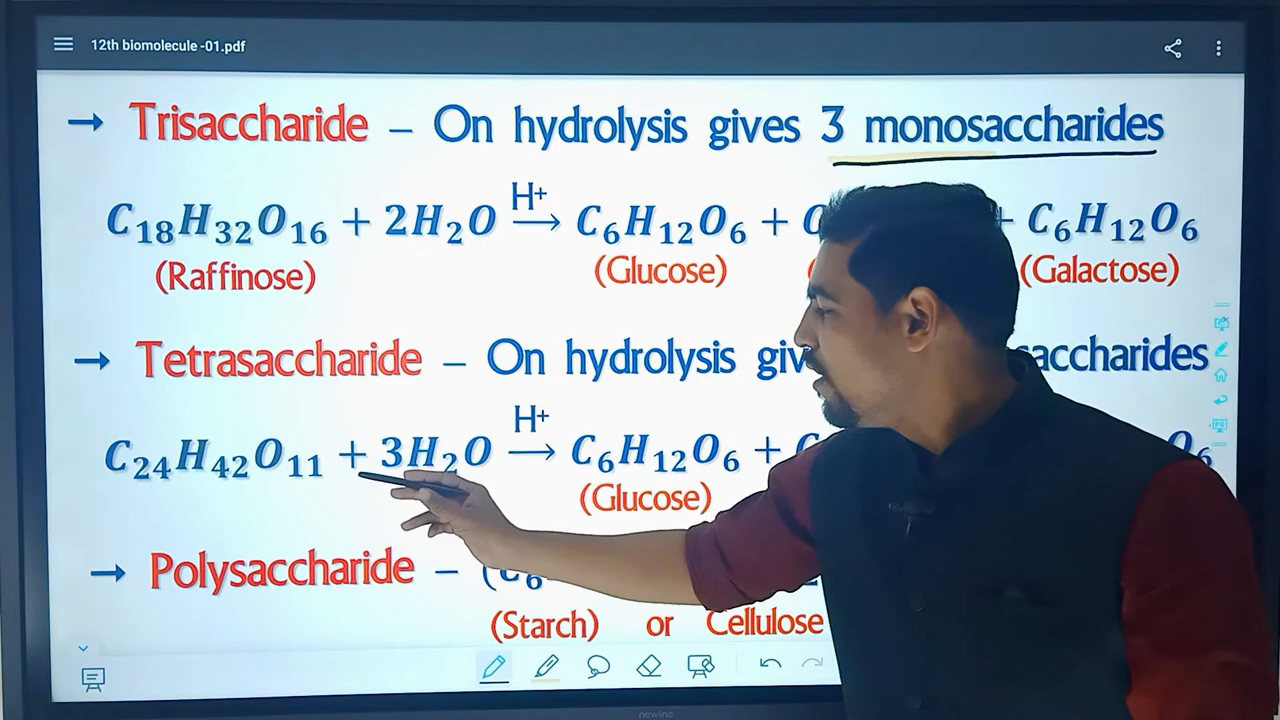 12th biomolecule -01.pdf
→ Trisaccharide – On hydrolysis gives 3 monosaccharides
C₁₈H₃₂O₁₆ + 2H₂O H+ → C₆H₁₂O₆ + + C₆H₁₂O₆
(Raffinose) (Glucose) (Galactose)
→ Tetrasaccharide – On hydrolysis
C₂₄H₄₂O₁₁ + 3H₂O H+ → C₆H₁₂O₆ +
(Glucose)
→ Polysaccharide –
(Starch) or Cellulose
newline